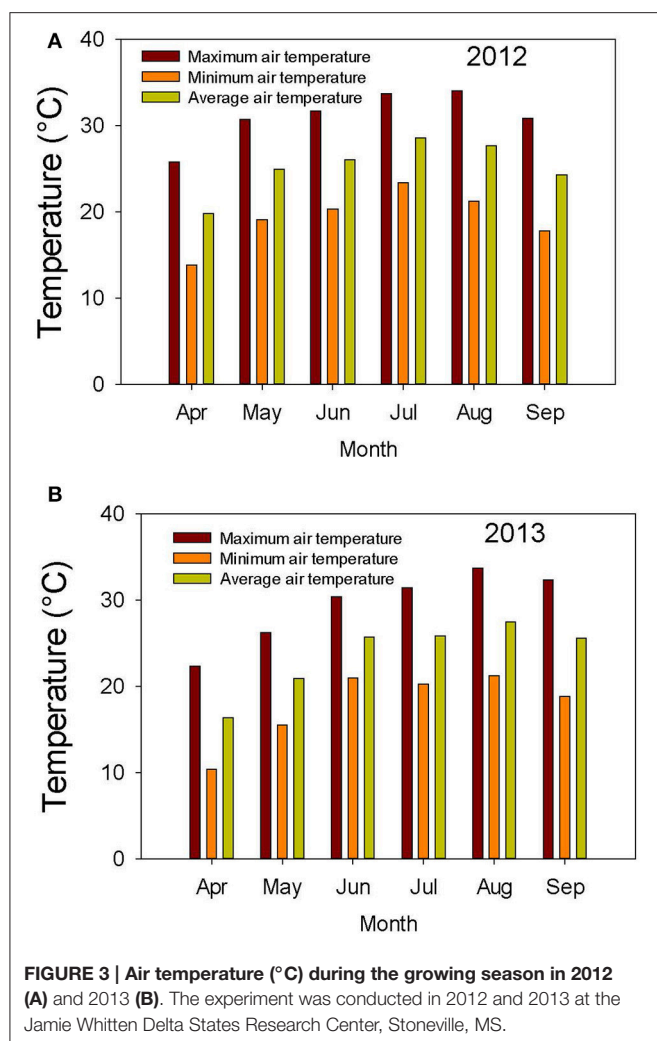 A
40
30
20
10
0
Temperature (°C)
Maximum air temperature
Minimum air temperature
Average air temperature
2012
Apr May Jun Jul Aug Sep
Month
B
40
30
20
10
0
Temperature (°C)
Maximum air temperature
Minimum air temperature
Average air temperature
2013
Apr May Jun Jul Aug Sep
Month
FIGURE 3 | Air temperature (°C) during the growing season in 2012
(A) and 2013 (B). The experiment was conducted in 2012 and 2013 at the
Jamie Whitten Delta States Research Center, Stoneville, MS.